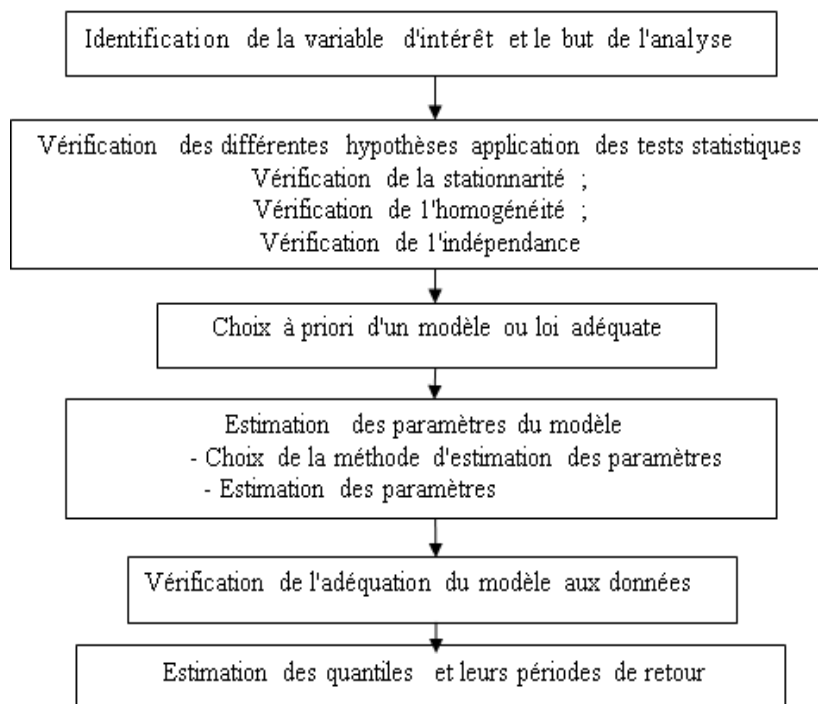 Identification de la variable d'intérêt et le but de l'analyse
Vérification des différentes hypothèses application des tests statistiques
Vérification de la stationnarité ;
Vérification de l'homogénéité ;
Vérification de l'indépendance
Choix à priori d'un modèle ou loi adéquate
Estimation des paramètres du modèle
- Choix de la méthode d'estimation des paramètres
- Estimation des paramètres
Vérification de l'adéquation du modèle aux données
Estimation des quantiles et leurs périodes de retour